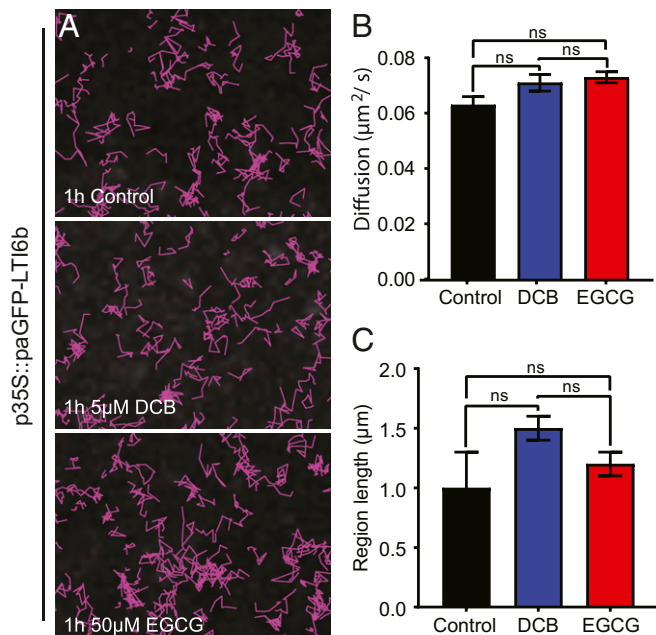 p35S::paGFP-LTI6b
A
1h Control
1h 5µM DCB
1h 50µM EGCG
B
Diffusion (µm²/ s)
0.08
0.06
0.04
0.02
0.00
ns
ns
ns
Control
DCB
EGCG
C
Region length (µm)
2.0
1.5
1.0
0.5
0.0
ns
ns
ns
Control
DCB
EGCG